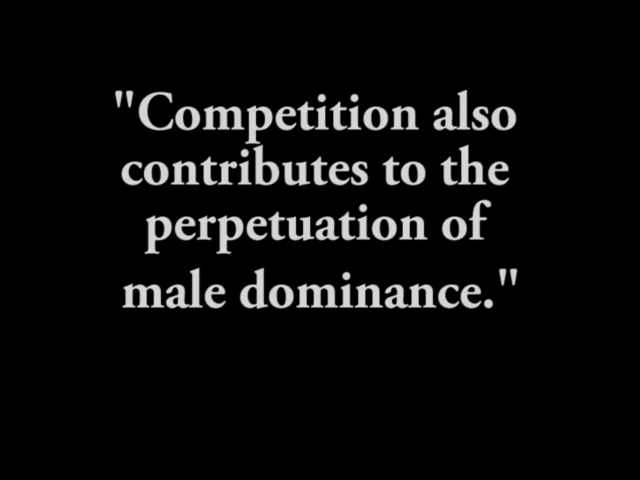 "Competition also
contributes to the
perpetuation of
male dominance."